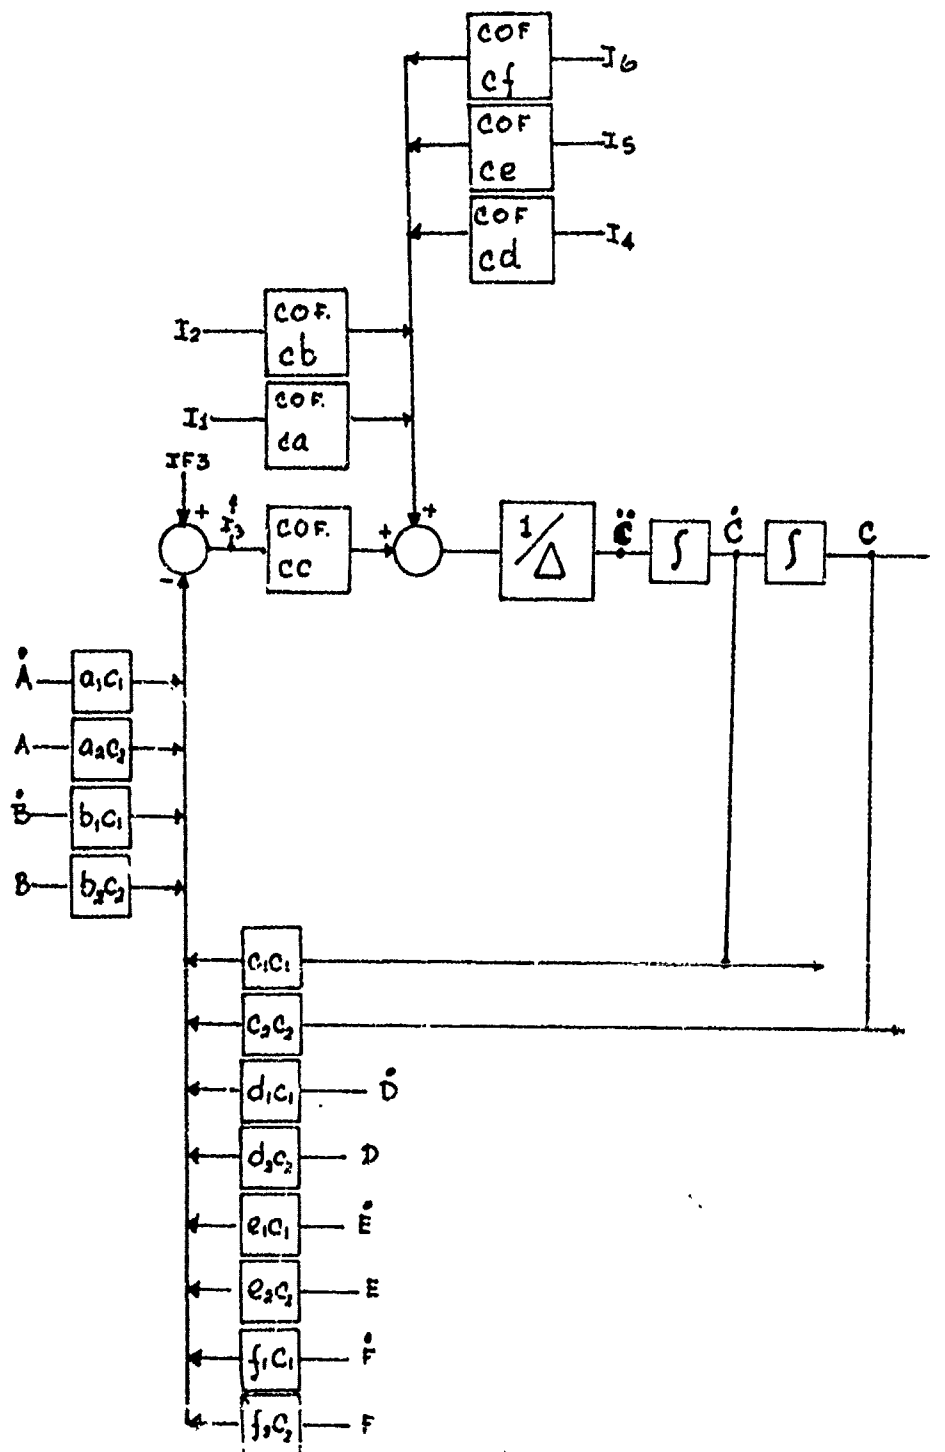 COF
cf
I6
COF
ce
I5
COF
cd
I4
I2
COF.
cb
I1
COF.
ca
IF3
+
I3
COF.
cc
+
+
1/Δ
C̈
∫
Ċ
∫
C
-
Ȧ
a1c1
A
a2c2
Ḃ
b1c1
B
b2c2
c1c1
c2c2
d1c1
Ḋ
d2c2
D
e1c1
Ė
e2c2
E
f1c1
Ḟ
f2c2
F